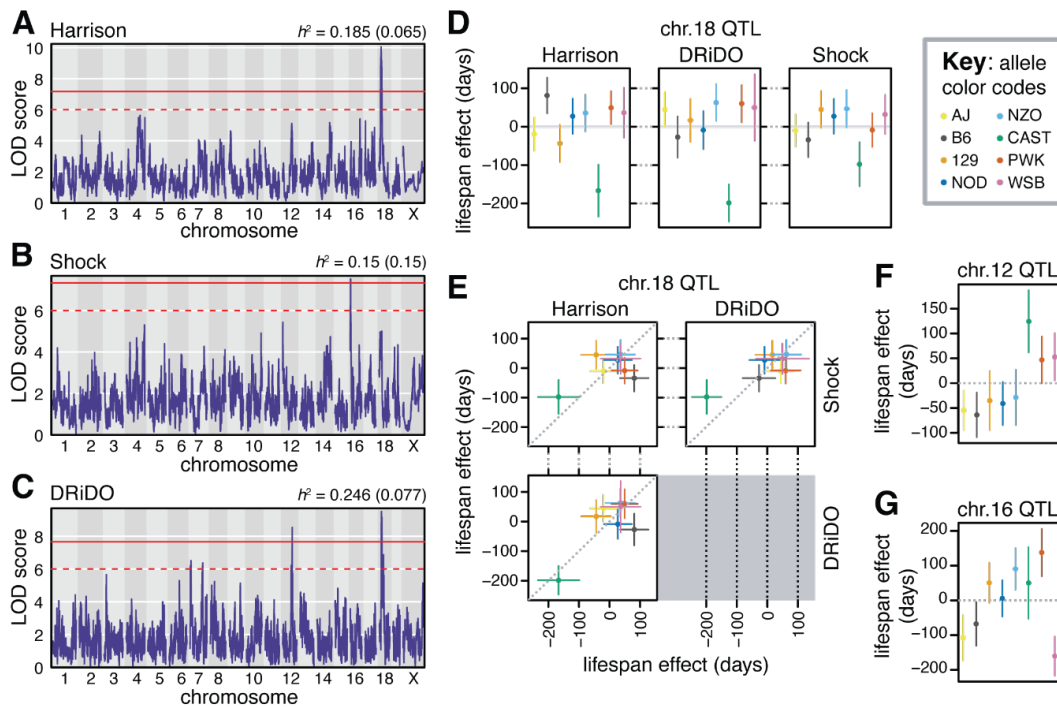 A
Harrison
h² = 0.185 (0.065)
LOD score
10
8
6
4
2
0
1 2 3 4 5 6 7 8 10 12 14 16 18 X
chromosome
B
Shock
h² = 0.15 (0.15)
LOD score
6
4
2
0
1 2 3 4 5 6 7 8 10 12 14 16 18 X
chromosome
C
DRiDO
h² = 0.246 (0.077)
LOD score
8
6
4
2
0
1 2 3 4 5 6 7 8 10 12 14 16 18 X
chromosome
D
chr.18 QTL
Harrison DRiDO Shock
lifespan effect (days)
100
0
−100
−200
Key: allele
color codes
AJ NZO
B6 CAST
129 PWK
NOD WSB
E
chr.18 QTL
Harrison DRiDO
lifespan effect (days)
100
0
−100
−200
Shock
100
0
−100
−200
DRiDO
−200 −100 0 100
−200 −100 0 100
lifespan effect (days)
F
chr.12 QTL
lifespan effect
(days)
150
100
50
0
−50
−100
G
chr.16 QTL
lifespan effect
(days)
200
100
0
−100
−200